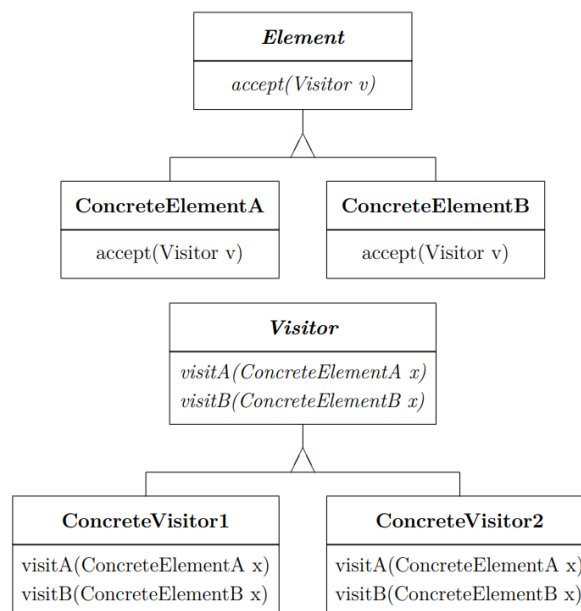 Element
accept(Visitor v)
ConcreteElementA
ConcreteElementB
accept(Visitor v)
accept(Visitor v)
Visitor
visitA(ConcreteElementA x)
visitB(ConcreteElementB x)
ConcreteVisitor1
ConcreteVisitor2
visitA(ConcreteElementA x)
visitB(ConcreteElementB x)
visitA(ConcreteElementA x)
visitB(ConcreteElementB x)